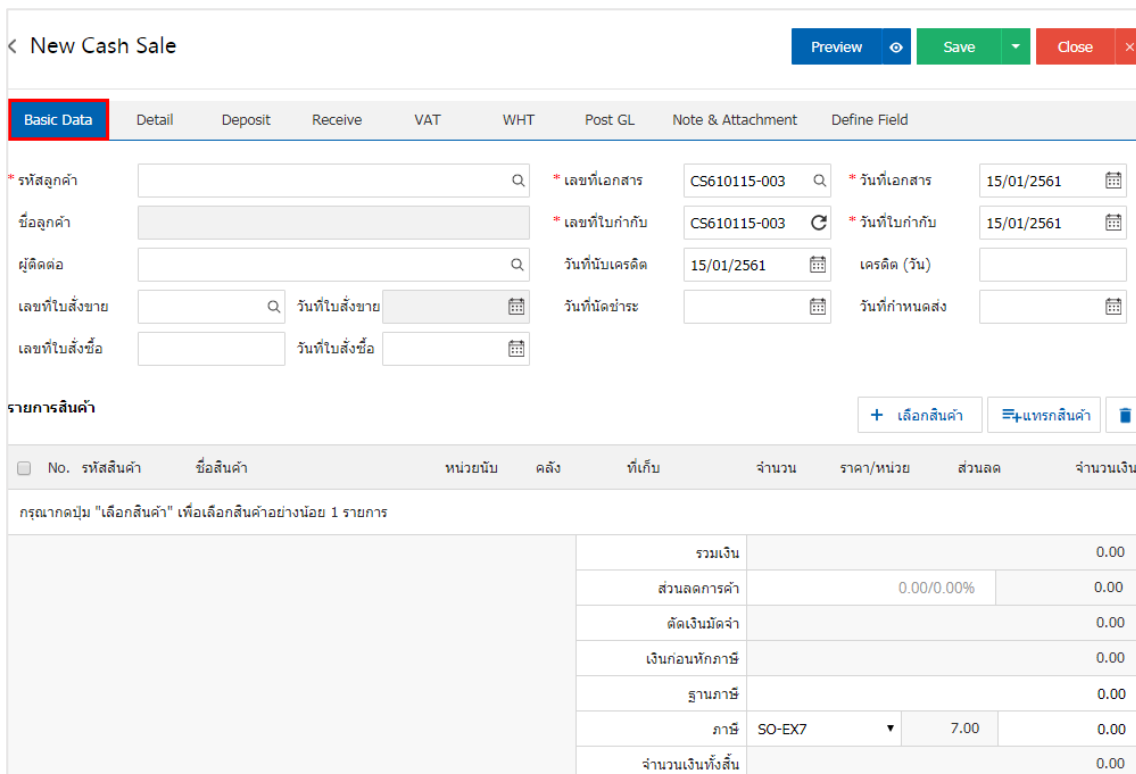 New Cash Sale Preview Save Close
Basic Data Detail Deposit Receive VAT WHT Post GL Note & Attachment Define Field
* รหัสลูกค้า * เลขที่เอกสาร CS610115-003 * วันที่เอกสาร 15/01/2561
ชื่อลูกค้า * เลขที่ใบกำกับ CS610115-003 * วันที่ใบกำกับ 15/01/2561
ผู้ติดต่อ วันที่นับเครดิต 15/01/2561 เครดิต (วัน)
เลขที่ใบสั่งขาย วันที่ใบสั่งขาย วันที่นัดชำระ วันที่กำหนดส่ง
เลขที่ใบสั่งซื้อ วันที่ใบสั่งซื้อ
รายการสินค้า + เลือกสินค้า แทรกสินค้า
No. รหัสสินค้า ชื่อสินค้า หน่วยนับ คลัง ที่เก็บ จำนวน ราคา/หน่วย ส่วนลด จำนวนเงิน
กรุณากดปุ่ม "เลือกสินค้า" เพื่อเลือกสินค้าอย่างน้อย 1 รายการ
รวมเงิน 0.00
ส่วนลดการค้า 0.00/0.00% 0.00
ตัดเงินมัดจำ 0.00
เงินก่อนหักภาษี 0.00
ฐานภาษี 0.00
ภาษี SO-EX7 7.00 0.00
จำนวนเงินทั้งสิ้น 0.00